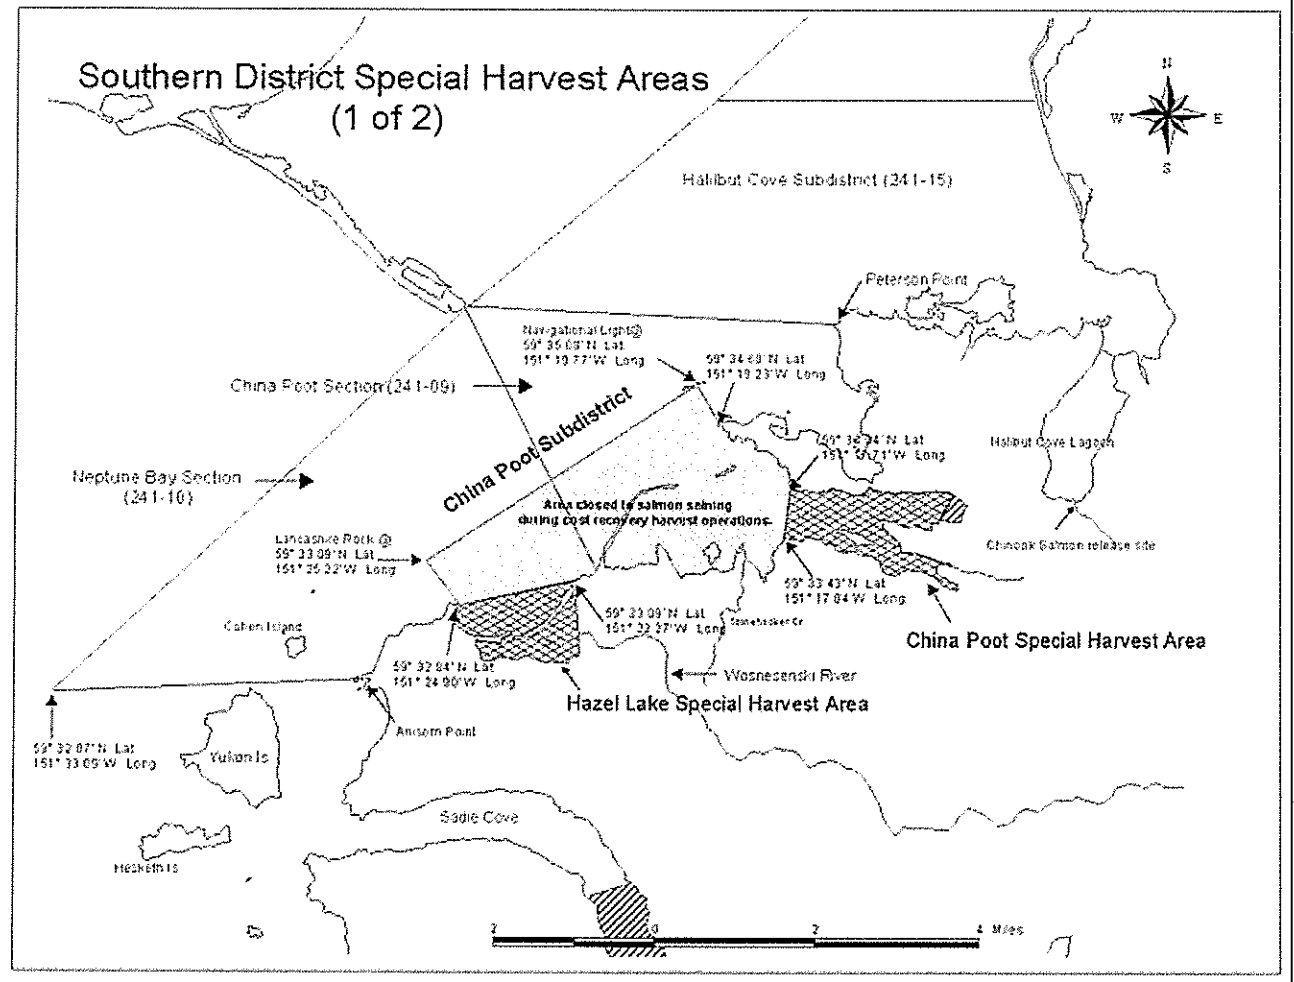 Southern District Special Harvest Areas
(1 of 2)
N
W
E
S
Halibut Cove Subdistrict (241-15)
Peterson Point
Navigational Light@
151° 19.77'W Long
59° 34.69'N Lat
151° 19.23'W Long
China Poot Section (241-09)
China Poot Subdistrict
Neptune Bay Section
(241-10)
N Lat
W Long
Halibut Cove Lagoon
Area closed to salmon seining
during cost recovery harvest operations.
Lancashire Rock @
59° 33.09'N Lat
151° 25.22'W Long
Chinook Salmon release site
59° 33.43'N Lat
151° 17.84'W Long
59° 33.09'N Lat
151° 22.37'W Long
Cohen Island
China Poot Special Harvest Area
59° 32.84'N Lat
151° 24.90'W Long
Wosnesenski River
Hazel Lake Special Harvest Area
Anisom Point
59° 32.07'N Lat
151° 33.09'W Long
Yukon Is
Sadie Cove
Hesketh Is
2 0 2 4 Miles